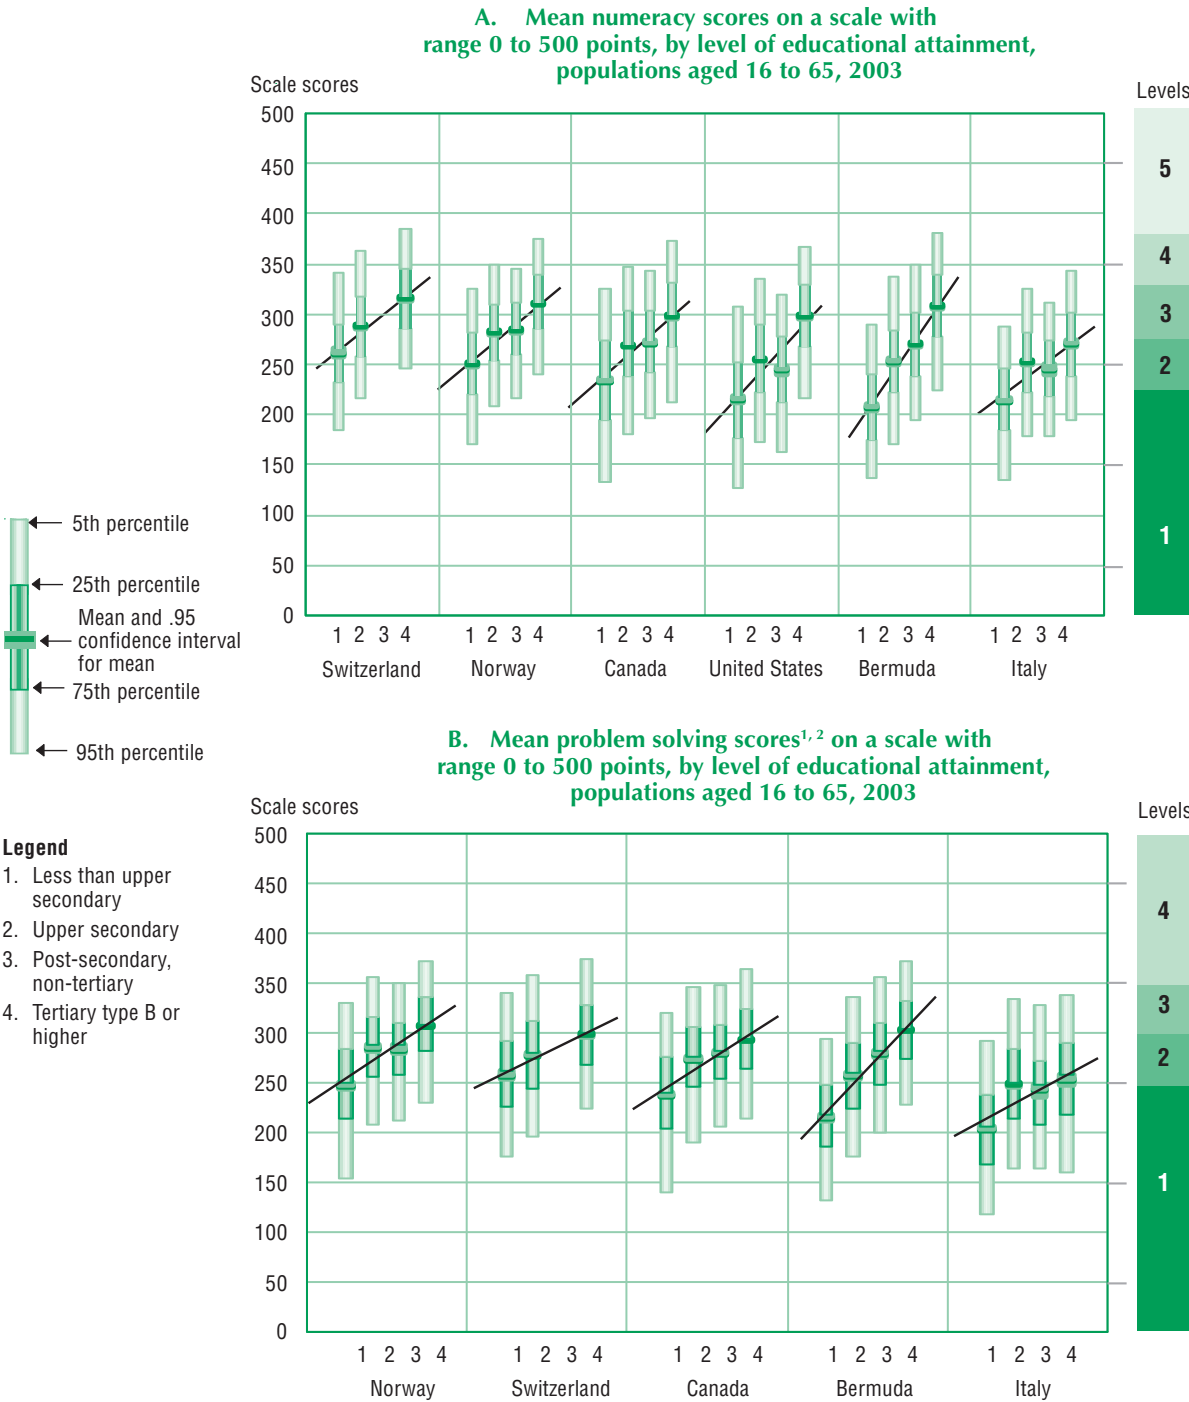 A. Mean numeracy scores on a scale with
range 0 to 500 points, by level of educational attainment,
populations aged 16 to 65, 2003
Scale scores
Levels
500
450
400
350
300
250
200
150
100
50
0
5
4
3
2
1
1 2 3 4
1 2 3 4
1 2 3 4
1 2 3 4
1 2 3 4
1 2 3 4
Switzerland
Norway
Canada
United States
Bermuda
Italy
5th percentile
25th percentile
Mean and .95
confidence interval
for mean
75th percentile
95th percentile
B. Mean problem solving scores1, 2 on a scale with
range 0 to 500 points, by level of educational attainment,
populations aged 16 to 65, 2003
Scale scores
Levels
500
450
400
350
300
250
200
150
100
50
0
4
3
2
1
1 2 3 4
1 2 3 4
1 2 3 4
1 2 3 4
1 2 3 4
Norway
Switzerland
Canada
Bermuda
Italy
Legend
1. Less than upper
secondary
2. Upper secondary
3. Post-secondary,
non-tertiary
4. Tertiary type B or
higher